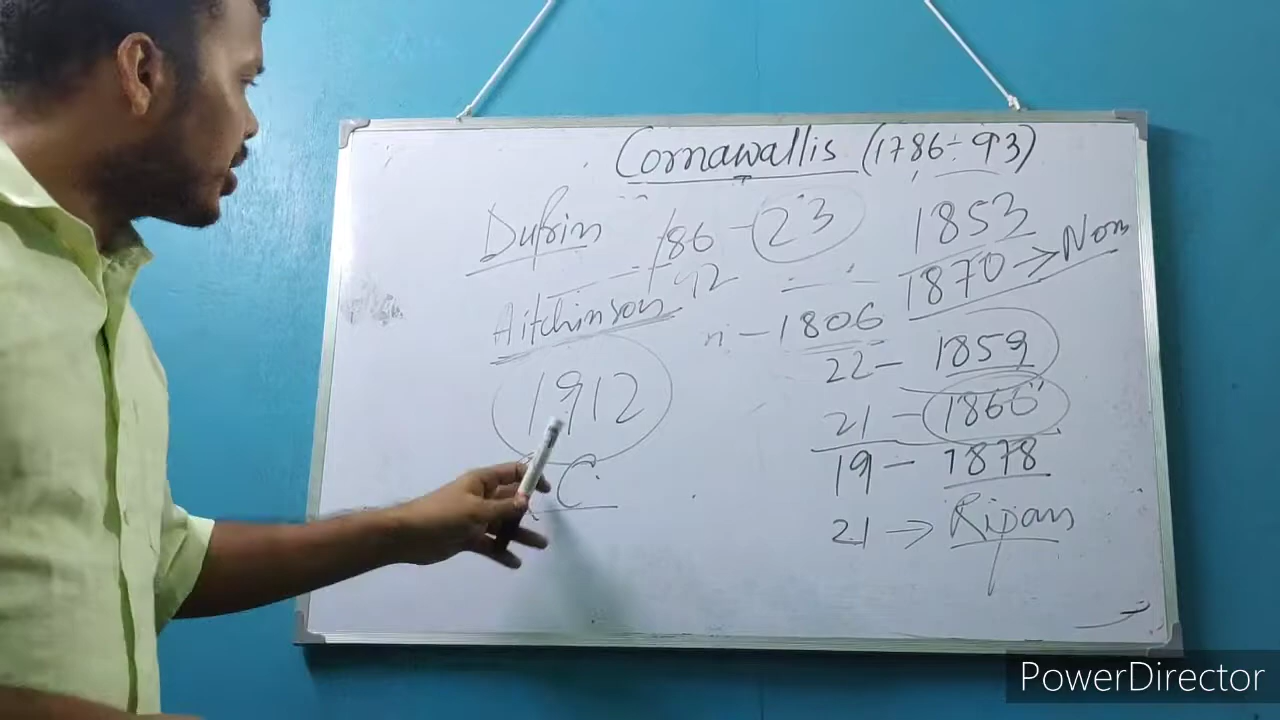 Cornawallis (1786 - 93)
Dufrin 186 - 23
92
Aitchinson
1912
C
1853
1870 → Nom
1806
22 - 1859
21 - 1866
19 - 1878
21 → Ripan
PowerDirector